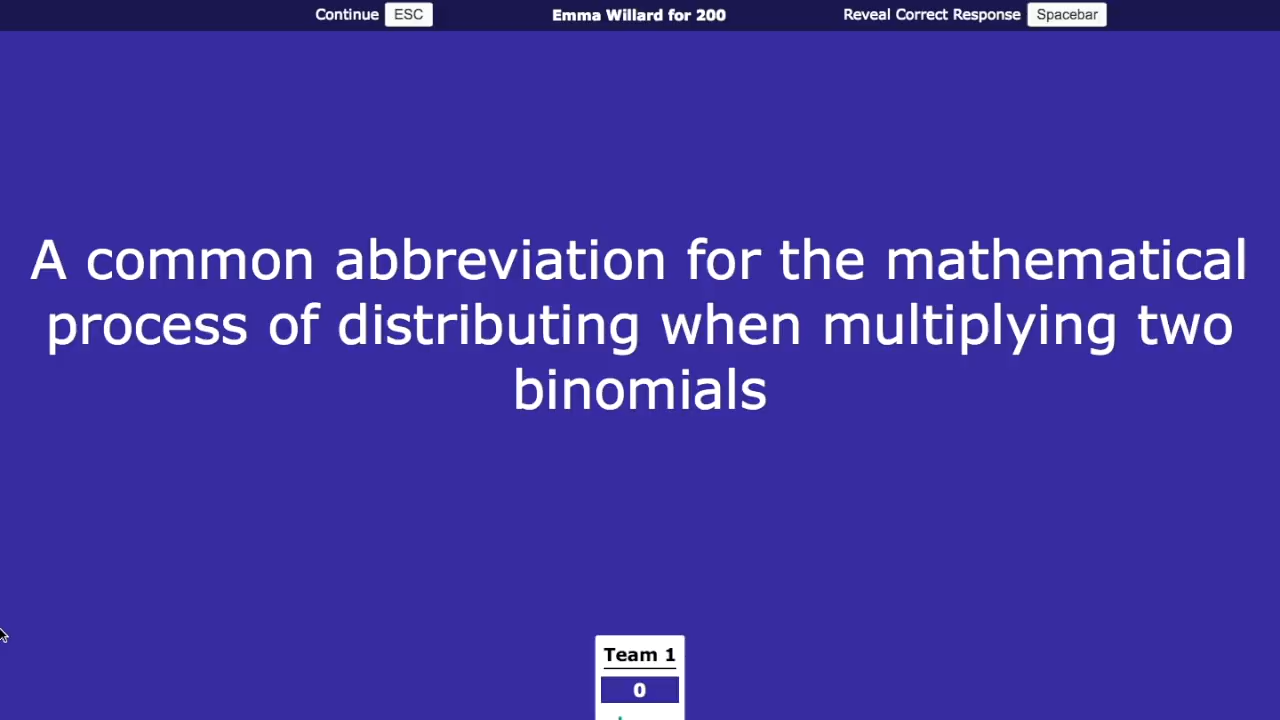 Continue ESC Emma Willard for 200 Reveal Correct Response Spacebar
A common abbreviation for the mathematical
process of distributing when multiplying two
binomials
Team 1
0